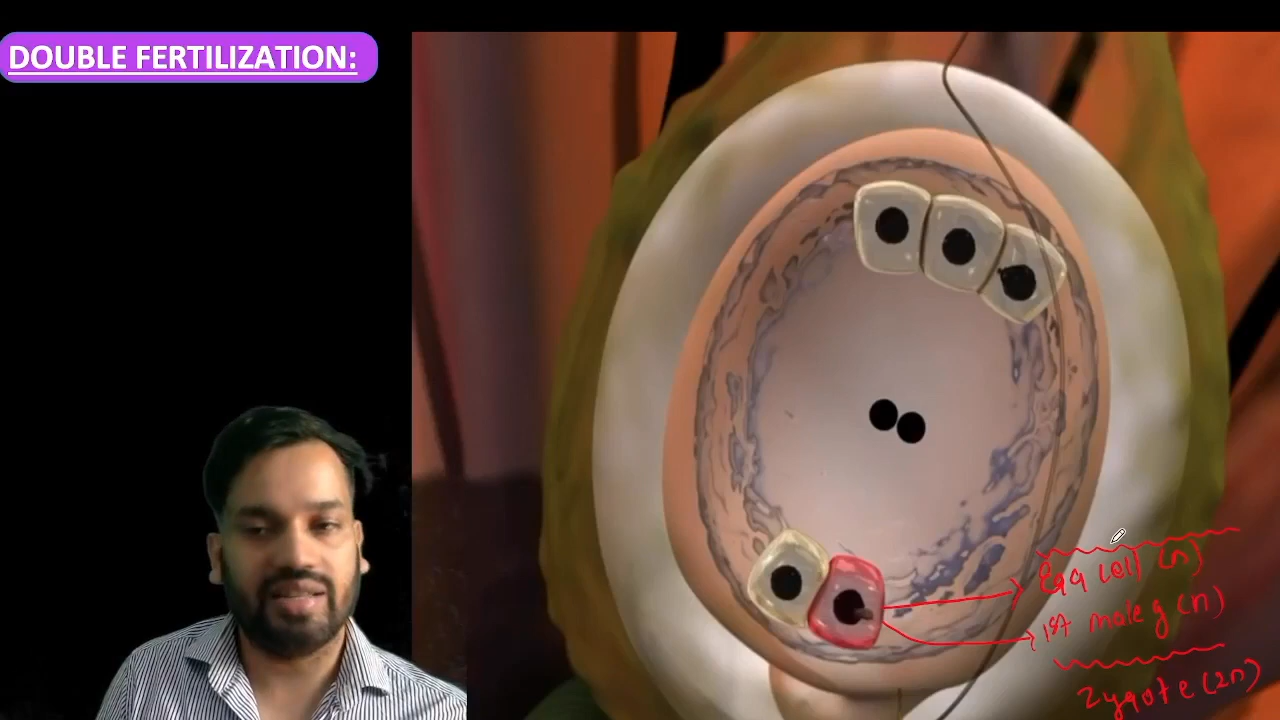 DOUBLE FERTILIZATION:
Egg cell (n)
1st male g (n)
Zygote (2n)